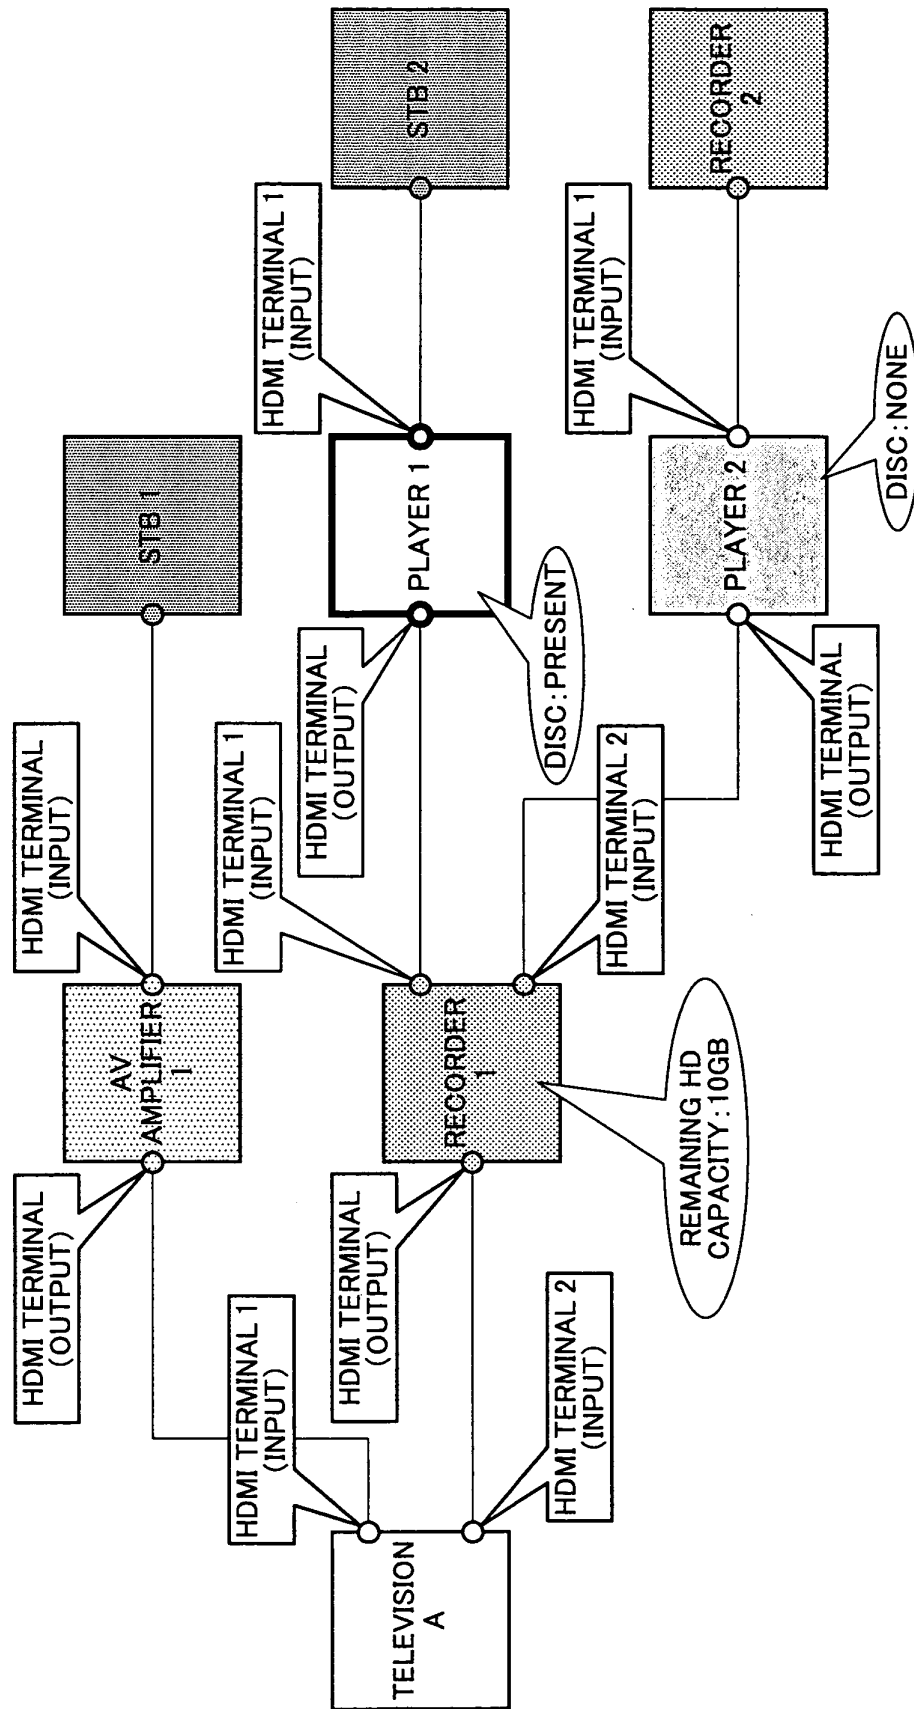 HDMI TERMINAL
(OUTPUT)
HDMI TERMINAL
(INPUT)
AV
AMPLIFIER
1
STB 1
HDMI TERMINAL 1
(INPUT)
HDMI TERMINAL 1
(INPUT)
HDMI TERMINAL
(OUTPUT)
HDMI TERMINAL 1
(INPUT)
TELEVISION
A
HDMI TERMINAL
(OUTPUT)
RECORDER
1
PLAYER 1
STB 2
HDMI TERMINAL 2
(INPUT)
HDMI TERMINAL 2
(INPUT)
DISC:PRESENT
HDMI TERMINAL 1
(INPUT)
REMAINING HD
CAPACITY:10GB
PLAYER 2
RECORDER
2
HDMI TERMINAL
(OUTPUT)
DISC:NONE